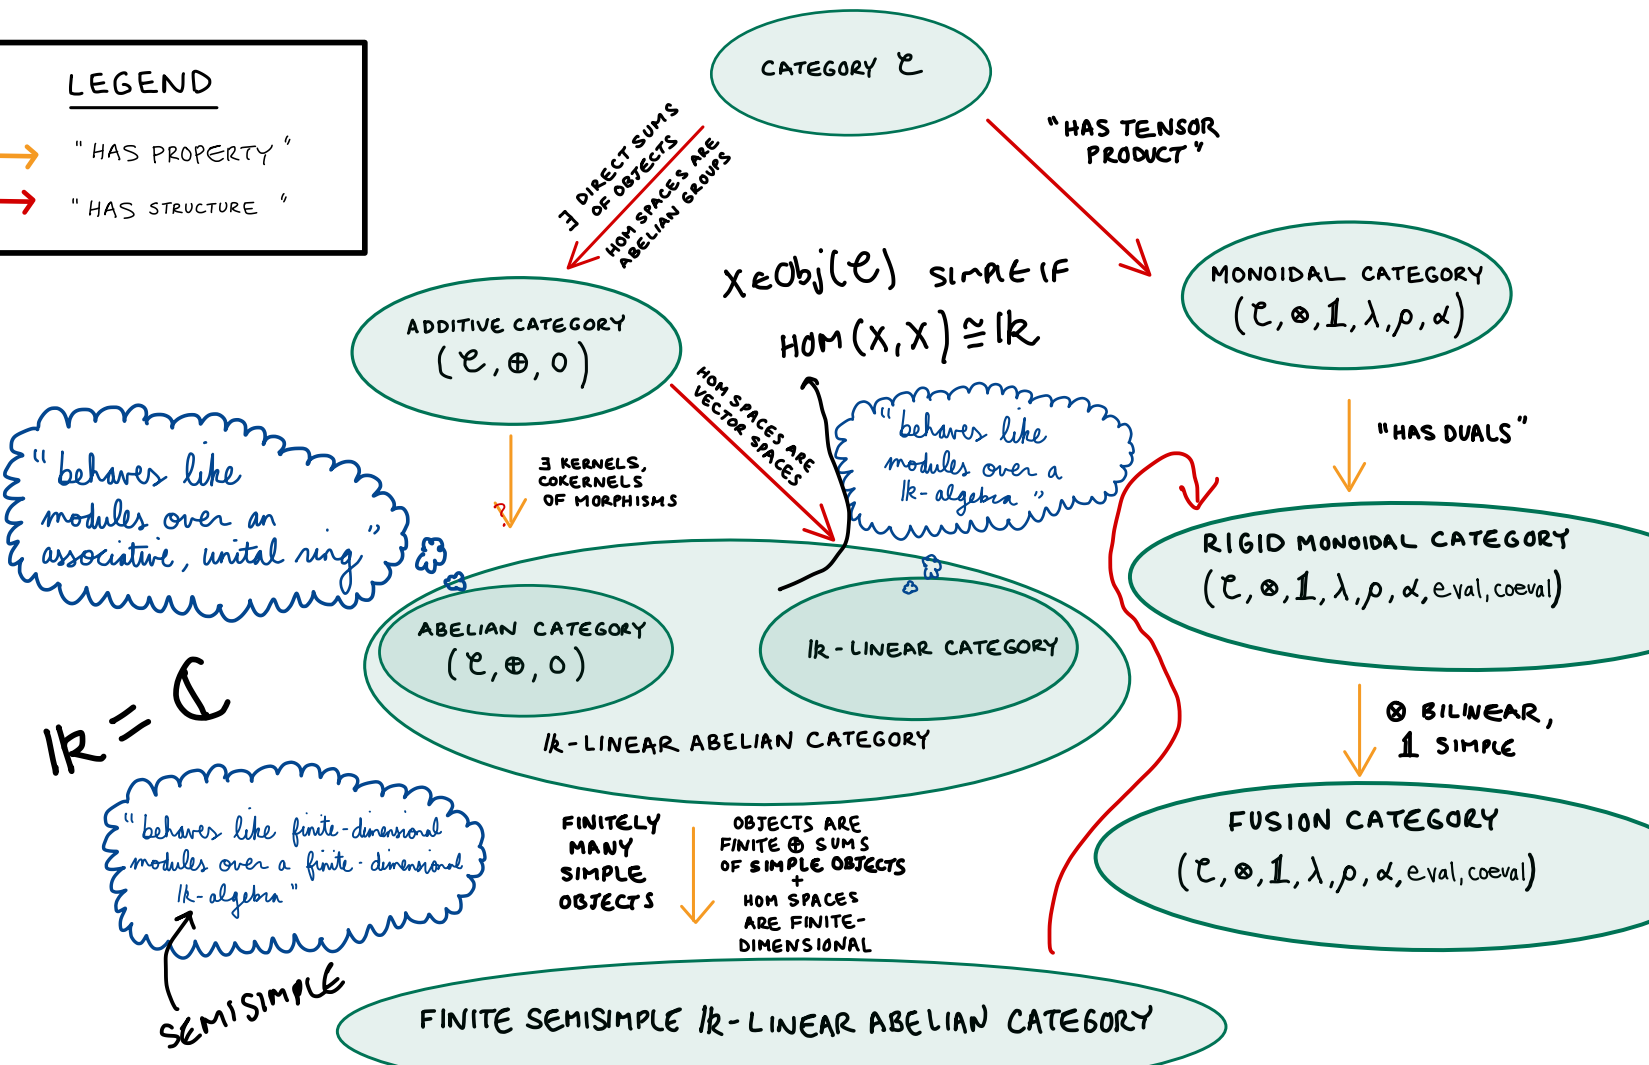 LEGEND
"HAS PROPERTY"
"HAS STRUCTURE"
CATEGORY 𝒞
∃ DIRECT SUMS
OF OBJECTS
HOM SPACES ARE
ABELIAN GROUPS
"HAS TENSOR
PRODUCT"
X∈Obj(𝒞) SIMPLE IF
HOM(X,X)≅𝕜
ADDITIVE CATEGORY
(𝒞,⊕,0)
MONOIDAL CATEGORY
(𝒞,⊗,𝟙,λ,ρ,α)
HOM SPACES ARE
VECTOR SPACES
"behaves like
modules over a
𝕜-algebra"
"HAS DUALS"
"behaves like
modules over an
associative, unital ring"
∃ KERNELS,
COKERNELS
OF MORPHISMS
?
RIGID MONOIDAL CATEGORY
(𝒞,⊗,𝟙,λ,ρ,α,eval,coeval)
ABELIAN CATEGORY
(𝒞,⊕,0)
𝕜-LINEAR CATEGORY
𝕜-LINEAR ABELIAN CATEGORY
𝕜=ℂ
⊗ BILINEAR,
𝟙 SIMPLE
"behaves like finite-dimensional
modules over a finite-dimensional
𝕜-algebra"
SEMISIMPLE
FINITELY
MANY
SIMPLE
OBJECTS
OBJECTS ARE
FINITE ⊕ SUMS
OF SIMPLE OBJECTS
+
HOM SPACES
ARE FINITE-
DIMENSIONAL
FUSION CATEGORY
(𝒞,⊗,𝟙,λ,ρ,α,eval,coeval)
FINITE SEMISIMPLE 𝕜-LINEAR ABELIAN CATEGORY